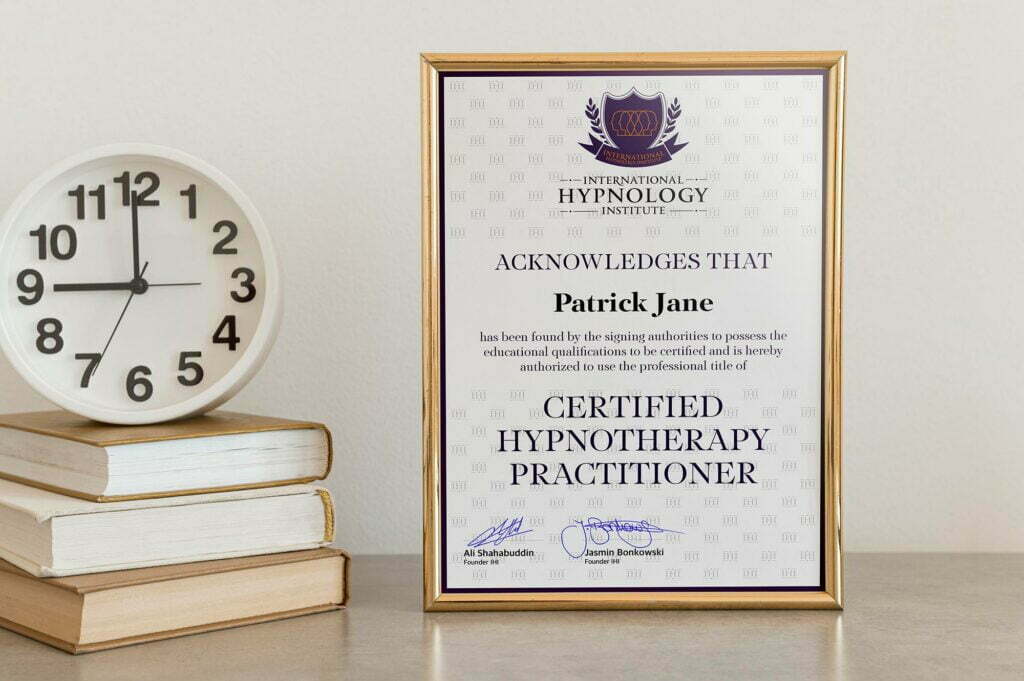 12
1
2
3
4
5
6
7
8
9
10
11
INTERNATIONAL
INTERNATIONAL
HYPNOLOGY
INSTITUTE
ACKNOWLEDGES THAT
Patrick Jane
has been found by the signing authorities to possess the
educational qualifications to be certified and is hereby
authorized to use the professional title of
CERTIFIED
HYPNOTHERAPY
PRACTITIONER
Ali Shahabuddin
Founder IHI
Jasmin Bonkowski
Founder IHI